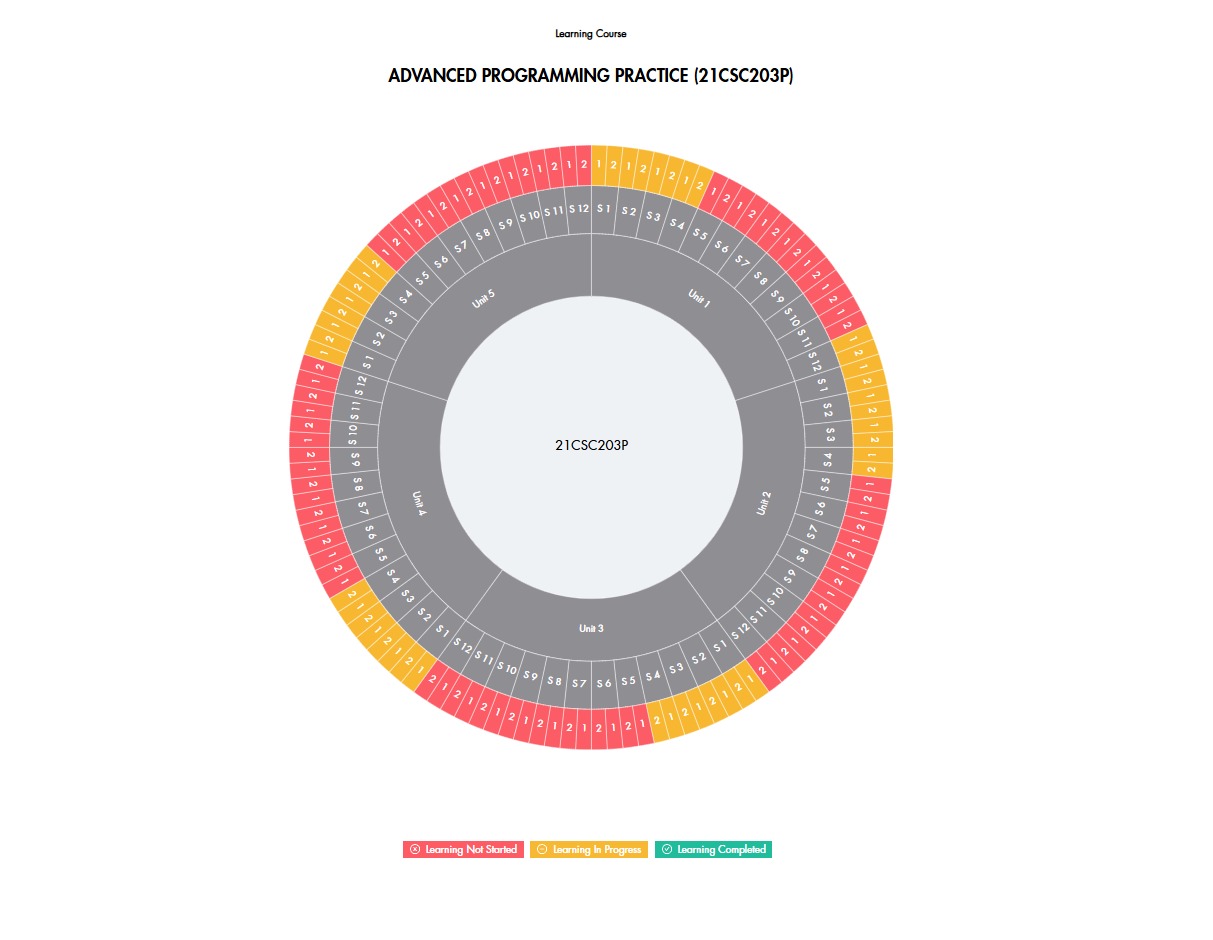 Learning Course
ADVANCED PROGRAMMING PRACTICE (21CSC203P)
1 2 1 2 1 2 1 2 1 2 1 2 1 2 1 2 1 2 1 2 1 2 1 2
S 1 S 2 S 3 S 4 S 5 S 6 S 7 S 8 S 9 S 10 S 11 S 12
Unit 1
1 2 1 2 1 2 1 2 1 2 1 2 1 2 1 2 1 2 1 2 1 2 1 2
S 1 S 2 S 3 S 4 S 5 S 6 S 7 S 8 S 9 S 10 S 11 S 12
Unit 2
1 2 1 2 1 2 1 2 1 2 1 2 1 2 1 2 1 2 1 2 1 2 1 2
S 1 S 2 S 3 S 4 S 5 S 6 S 7 S 8 S 9 S 10 S 11 S 12
Unit 3
1 2 1 2 1 2 1 2 1 2 1 2 1 2 1 2 1 2 1 2 1 2 1 2
S 1 S 2 S 3 S 4 S 5 S 6 S 7 S 8 S 9 S 10 S 11 S 12
Unit 4
1 2 1 2 1 2 1 2 1 2 1 2 1 2 1 2 1 2 1 2 1 2 1 2
S 1 S 2 S 3 S 4 S 5 S 6 S 7 S 8 S 9 S 10 S 11 S 12
Unit 5
21CSC203P
Learning Not Started
Learning In Progress
Learning Completed